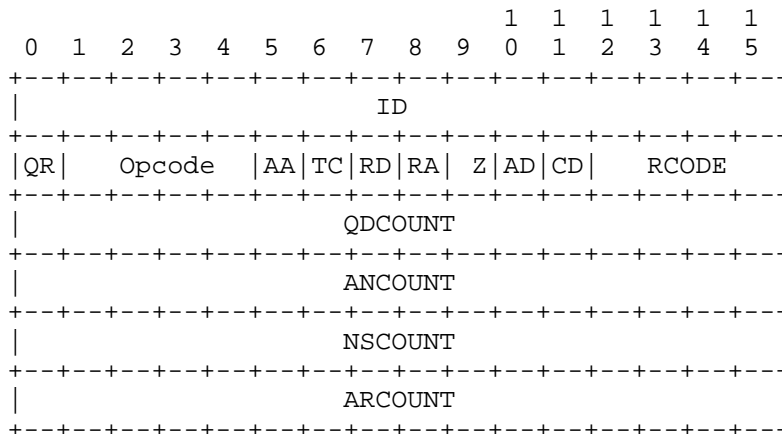 1  1  1  1  1  1
 0  1  2  3  4  5  6  7  8  9  0  1  2  3  4  5
+--+--+--+--+--+--+--+--+--+--+--+--+--+--+--+--
|                      ID
+--+--+--+--+--+--+--+--+--+--+--+--+--+--+--+--
|QR|   Opcode  |AA|TC|RD|RA| Z|AD|CD|   RCODE
+--+--+--+--+--+--+--+--+--+--+--+--+--+--+--+--
|                    QDCOUNT
+--+--+--+--+--+--+--+--+--+--+--+--+--+--+--+--
|                    ANCOUNT
+--+--+--+--+--+--+--+--+--+--+--+--+--+--+--+--
|                    NSCOUNT
+--+--+--+--+--+--+--+--+--+--+--+--+--+--+--+--
|                    ARCOUNT
+--+--+--+--+--+--+--+--+--+--+--+--+--+--+--+--